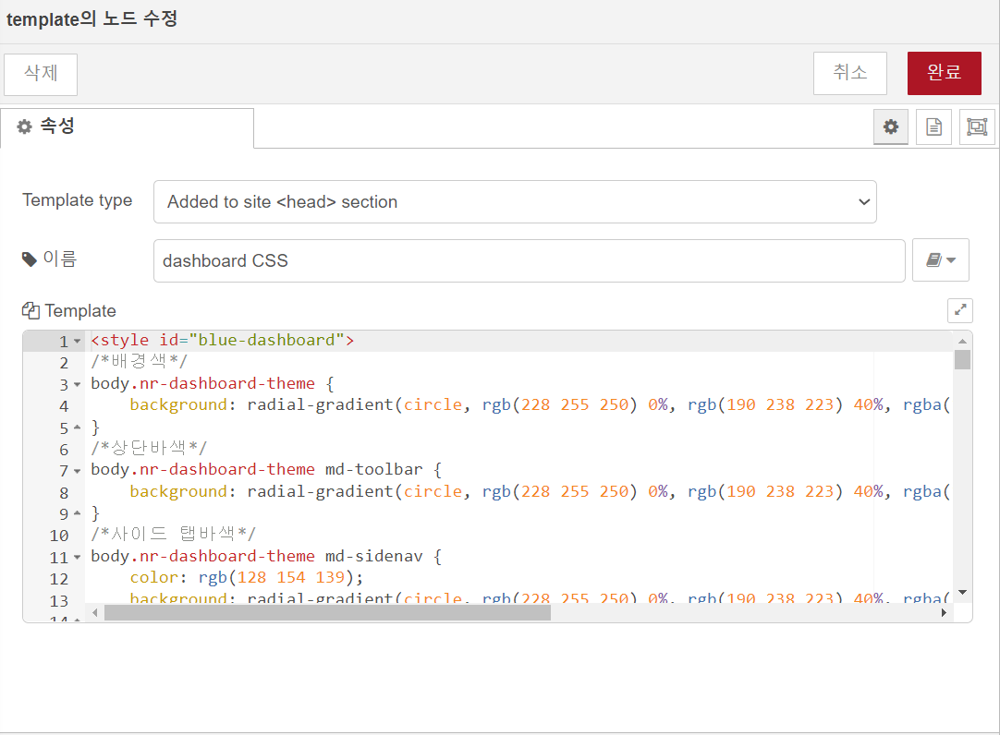 template의 노드 수정
삭제
취소
완료
속성
Template type
Added to site <head> section
이름
dashboard CSS
Template
1 <style id="blue-dashboard">
2 /*배경색*/
3 body.nr-dashboard-theme {
4 background: radial-gradient(circle, rgb(228 255 250) 0%, rgb(190 238 223) 40%, rgba(
5 }
6 /*상단바색*/
7 body.nr-dashboard-theme md-toolbar {
8 background: radial-gradient(circle, rgb(228 255 250) 0%, rgb(190 238 223) 40%, rgba(
9 }
10 /*사이드 탭바색*/
11 body.nr-dashboard-theme md-sidenav {
12 color: rgb(128 154 139);
13 background: radial-gradient(circle, rgb(228 255 250) 0%, rgb(190 238 223) 40%, rgba(
14